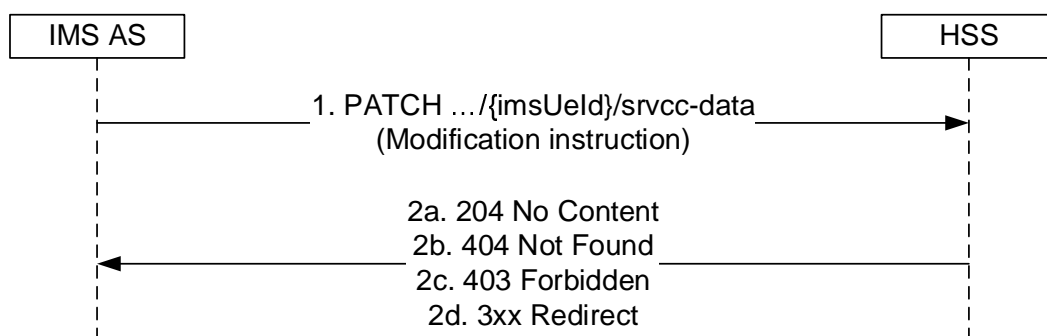 IMS AS
HSS
1. PATCH …/{imsUeId}/srvcc-data
(Modification instruction)
2a. 204 No Content
2b. 404 Not Found
2c. 403 Forbidden
2d. 3xx Redirect